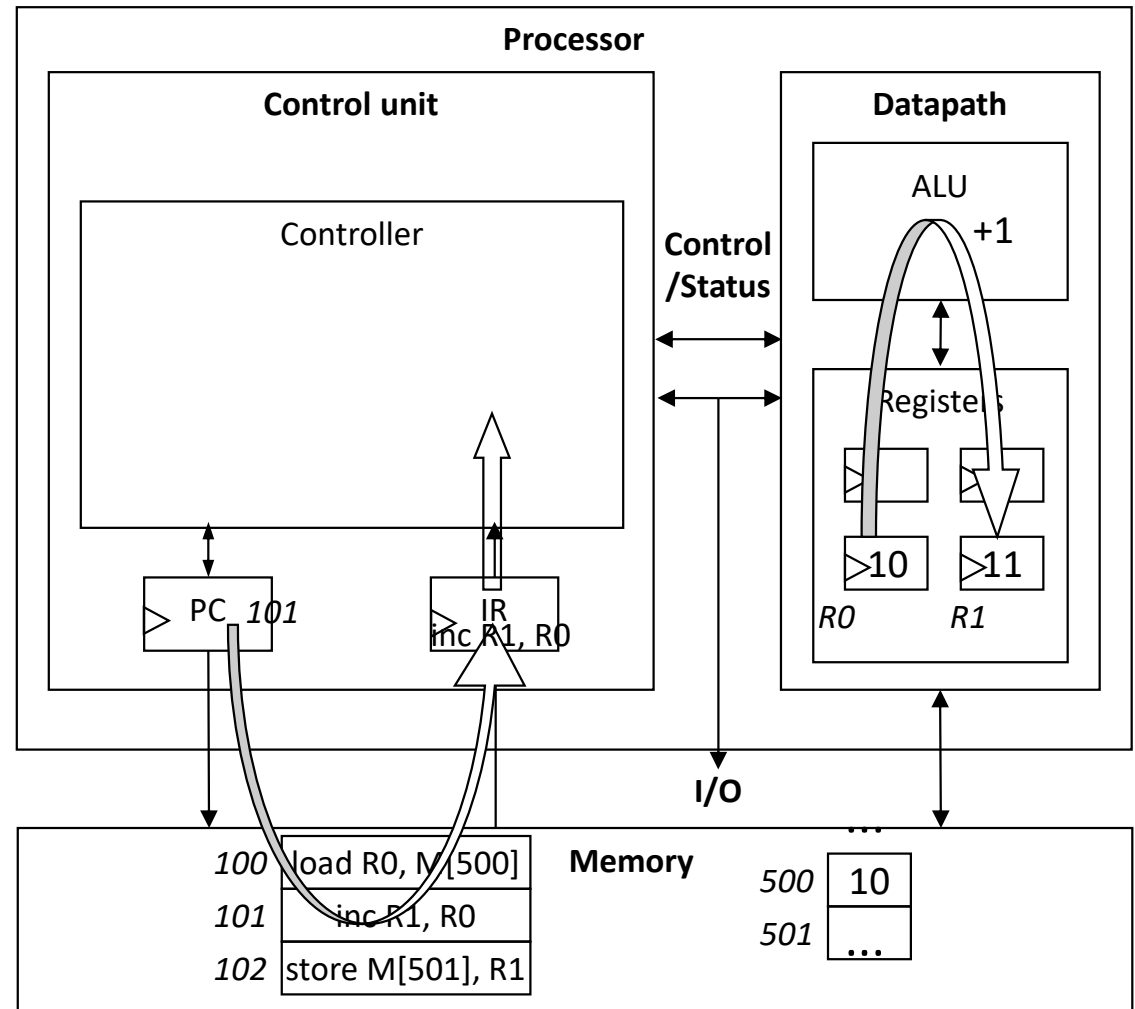 Processor
Control unit
Controller
PC 101
IR
inc R1, R0
Control
/Status
Datapath
ALU
+1
Registers
10
11
R0
R1
I/O
Memory
100 load R0, M[500]
101 inc R1, R0
102 store M[501], R1
...
500 10
501
...